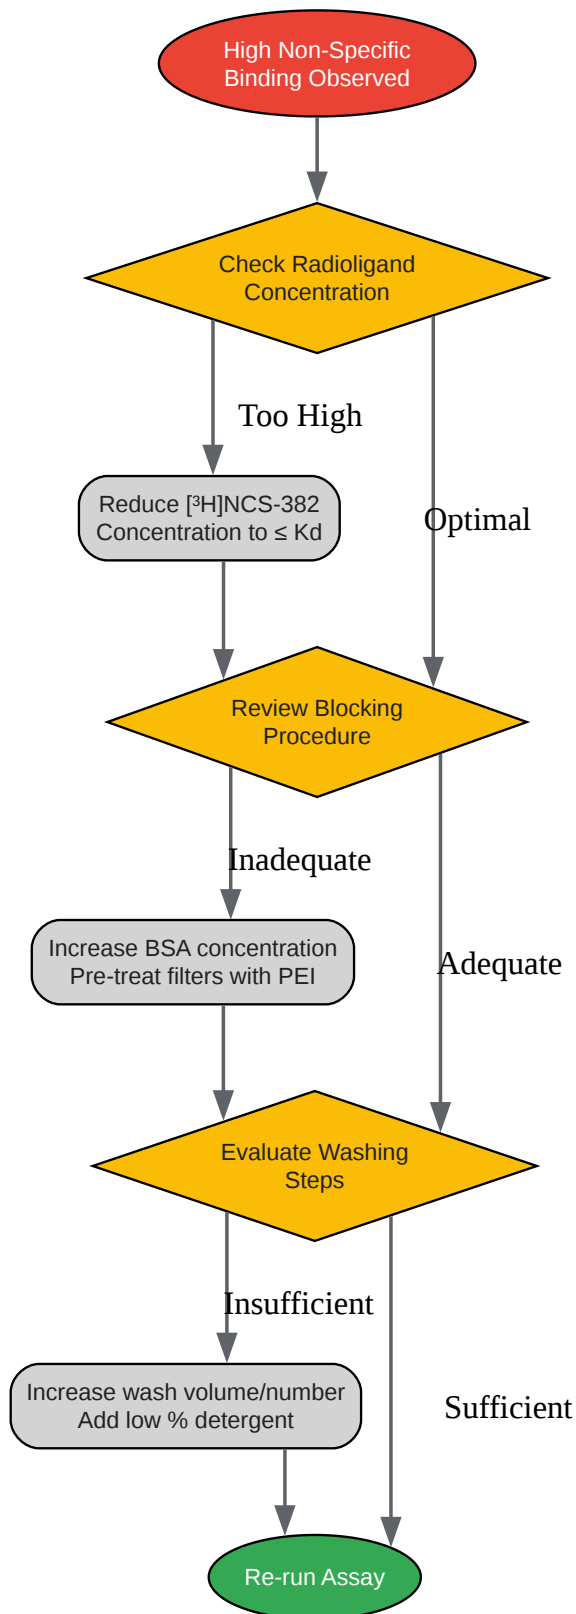 High Non-Specific
Binding Observed
Check Radioligand
Concentration
Too High
Reduce [³H]NCS-382
Concentration to ≤ Kd
Optimal
Review Blocking
Procedure
Inadequate
Increase BSA concentration
Pre-treat filters with PEI
Adequate
Evaluate Washing
Steps
Insufficient
Increase wash volume/number
Add low % detergent
Sufficient
Re-run Assay